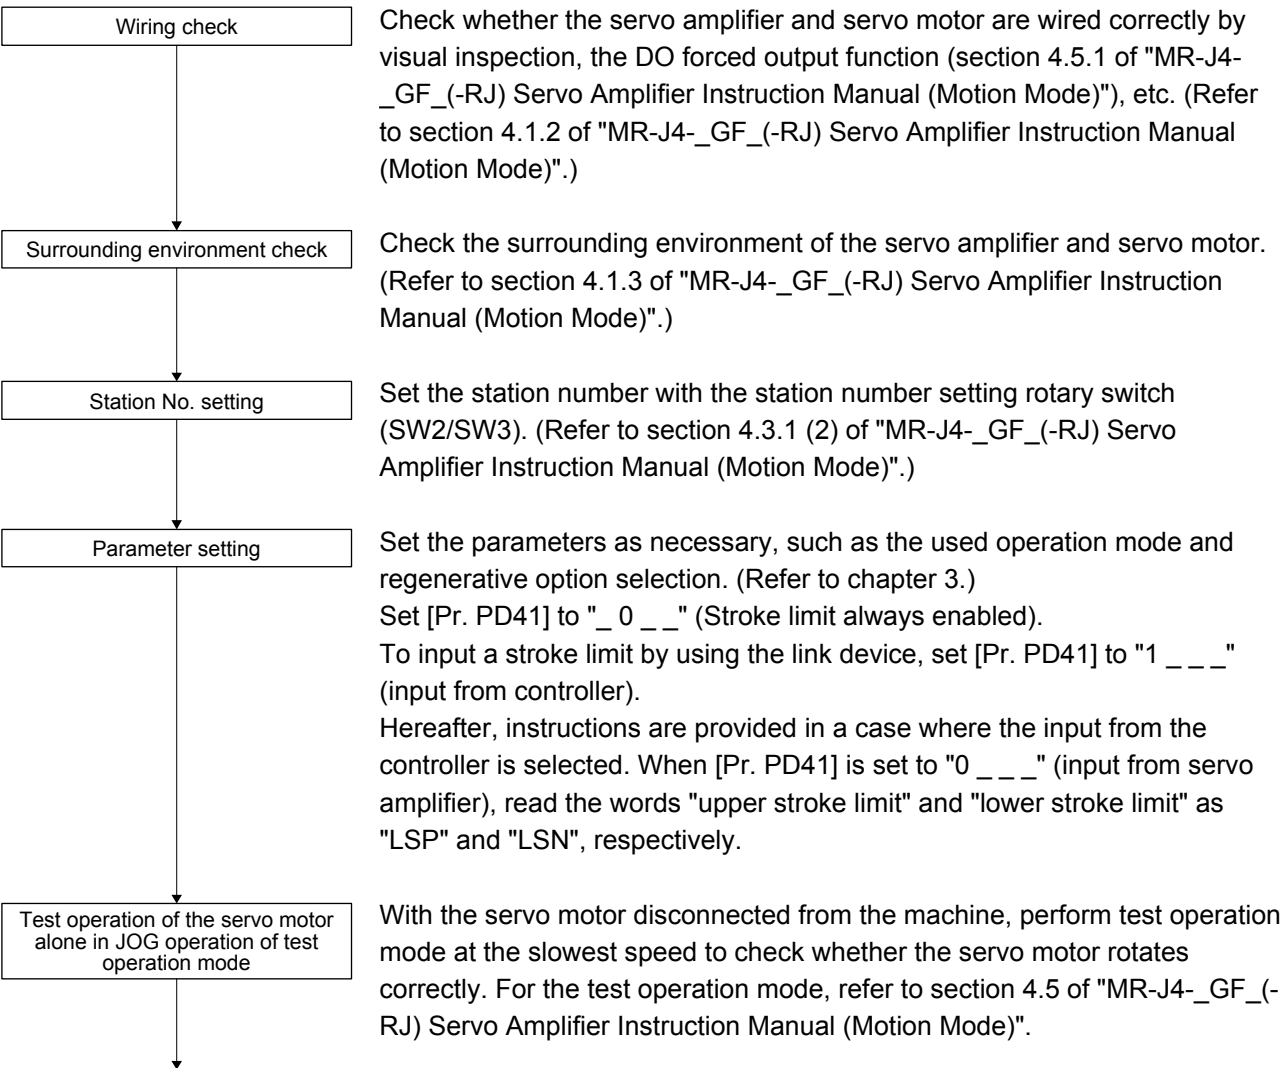 Wiring check
Check whether the servo amplifier and servo motor are wired correctly by
visual inspection, the DO forced output function (section 4.5.1 of "MR-J4-
_GF_(-RJ) Servo Amplifier Instruction Manual (Motion Mode)"), etc. (Refer
to section 4.1.2 of "MR-J4-_GF_(-RJ) Servo Amplifier Instruction Manual
(Motion Mode)".)
Surrounding environment check
Check the surrounding environment of the servo amplifier and servo motor.
(Refer to section 4.1.3 of "MR-J4-_GF_(-RJ) Servo Amplifier Instruction
Manual (Motion Mode)".)
Station No. setting
Set the station number with the station number setting rotary switch
(SW2/SW3). (Refer to section 4.3.1 (2) of "MR-J4-_GF_(-RJ) Servo
Amplifier Instruction Manual (Motion Mode)".)
Parameter setting
Set the parameters as necessary, such as the used operation mode and
regenerative option selection. (Refer to chapter 3.)
Set [Pr. PD41] to "_ 0 _ _" (Stroke limit always enabled).
To input a stroke limit by using the link device, set [Pr. PD41] to "1 _ _ _"
(input from controller).
Hereafter, instructions are provided in a case where the input from the
controller is selected. When [Pr. PD41] is set to "0 _ _ _" (input from servo
amplifier), read the words "upper stroke limit" and "lower stroke limit" as
"LSP" and "LSN", respectively.
Test operation of the servo motor
alone in JOG operation of test
operation mode
With the servo motor disconnected from the machine, perform test operation
mode at the slowest speed to check whether the servo motor rotates
correctly. For the test operation mode, refer to section 4.5 of "MR-J4-_GF_(-
RJ) Servo Amplifier Instruction Manual (Motion Mode)".